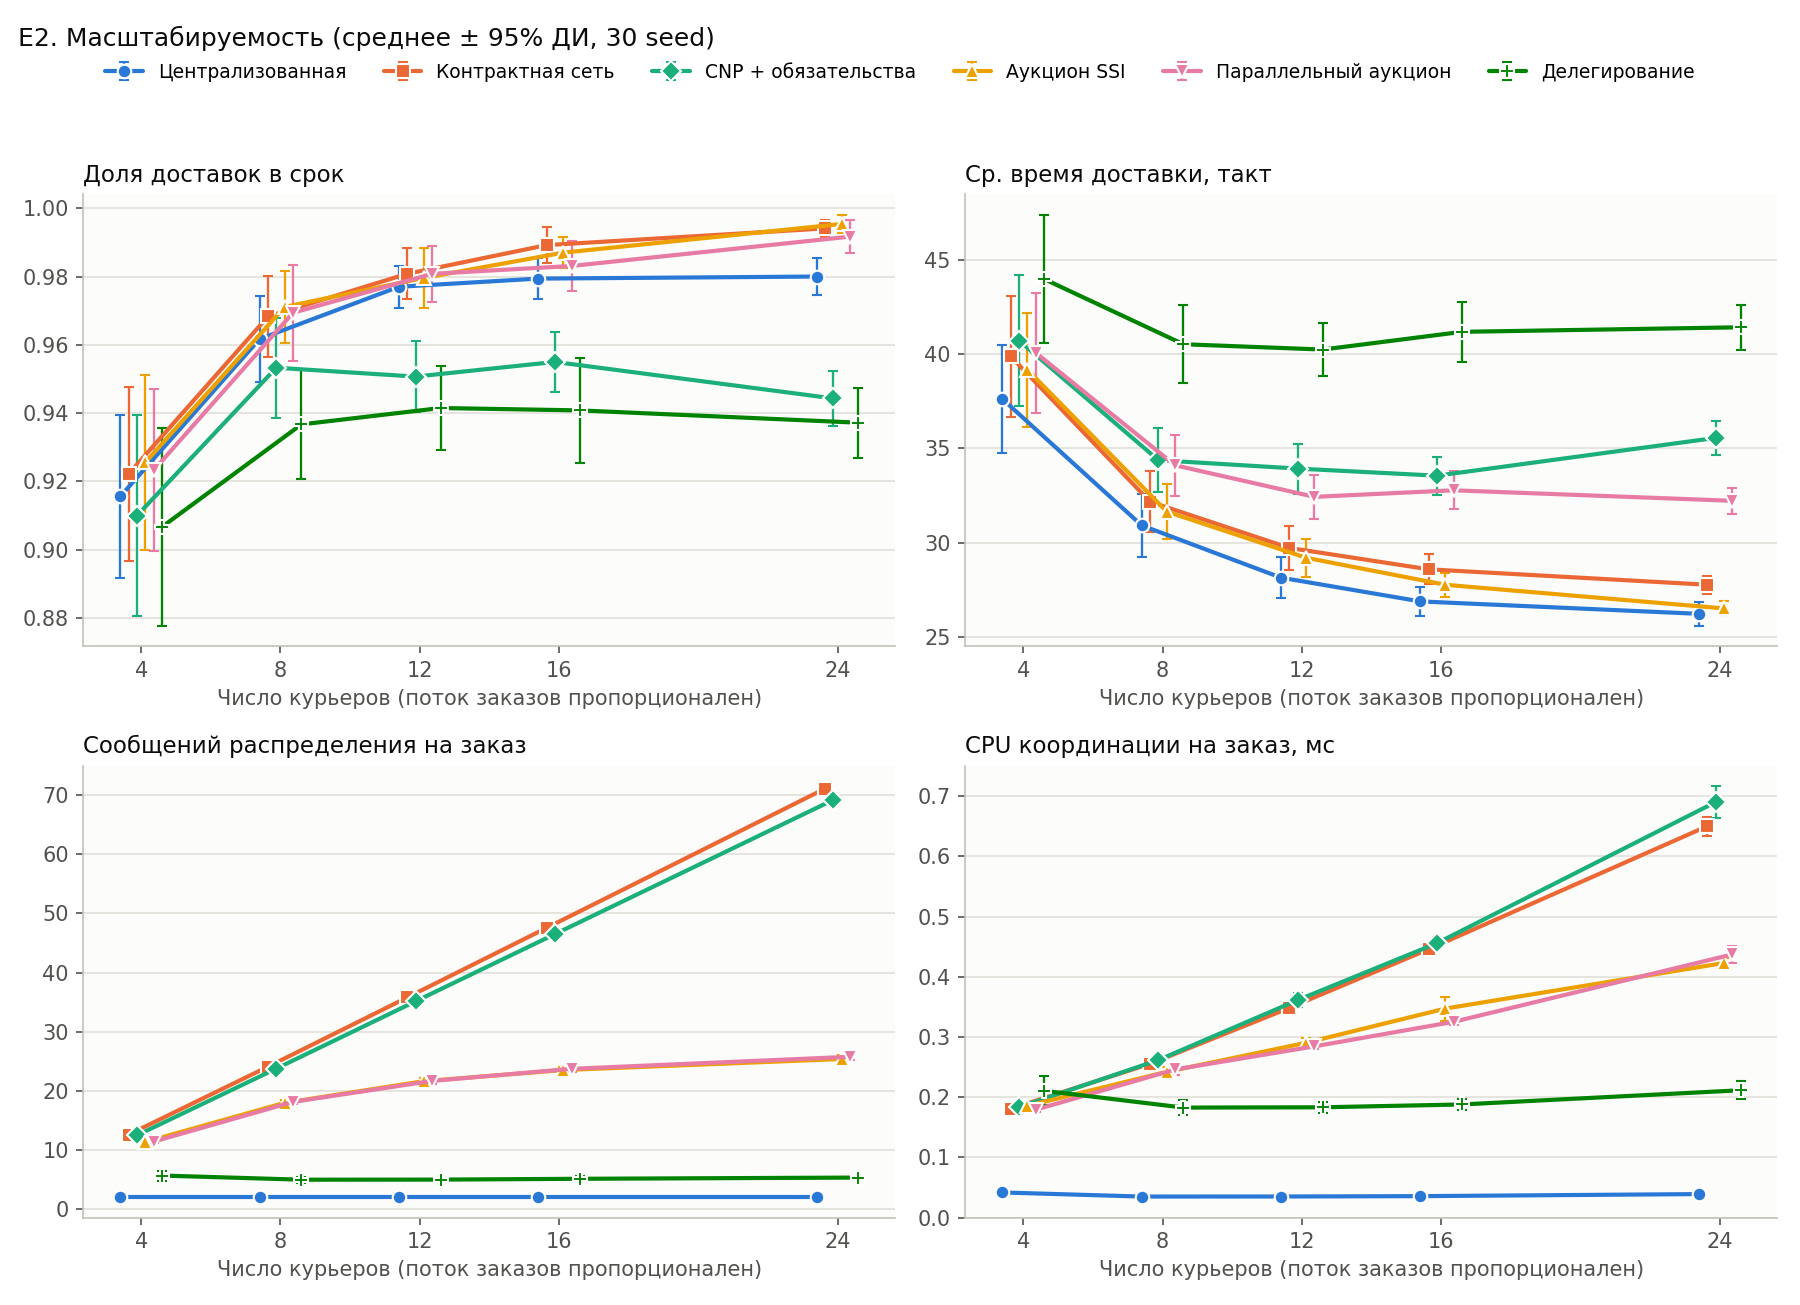 E2. Масштабируемость (среднее ± 95% ДИ, 30 seed)
Централизованная Контрактная сеть CNP + обязательства Аукцион SSI Параллельный аукцион Делегирование
Доля доставок в срок
1.00
0.98
0.96
0.94
0.92
0.90
0.88
4 8 12 16 24
Число курьеров (поток заказов пропорционален)
Ср. время доставки, такт
45
40
35
30
25
4 8 12 16 24
Число курьеров (поток заказов пропорционален)
Сообщений распределения на заказ
70
60
50
40
30
20
10
0
4 8 12 16 24
Число курьеров (поток заказов пропорционален)
CPU координации на заказ, мс
0.7
0.6
0.5
0.4
0.3
0.2
0.1
0.0
4 8 12 16 24
Число курьеров (поток заказов пропорционален)